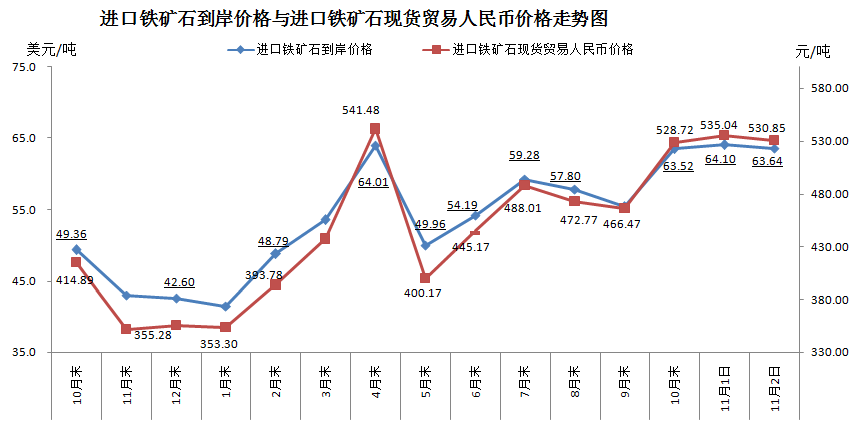 进口铁矿石到岸价格与进口铁矿石现货贸易人民币价格走势图
美元/吨
进口铁矿石到岸价格
进口铁矿石现货贸易人民币价格
元/吨
75.0
65.0
55.0
45.0
35.0
580.00
530.00
480.00
430.00
380.00
330.00
49.36
414.89
355.28
42.60
353.30
48.79
393.78
541.48
64.01
49.96
400.17
54.19
445.17
59.28
488.01
57.80
472.77
466.47
528.72
63.52
535.04
64.10
530.85
63.64
10月末
11月末
12月末
1月末
2月末
3月末
4月末
5月末
6月末
7月末
8月末
9月末
10月末
11月1日
11月2日